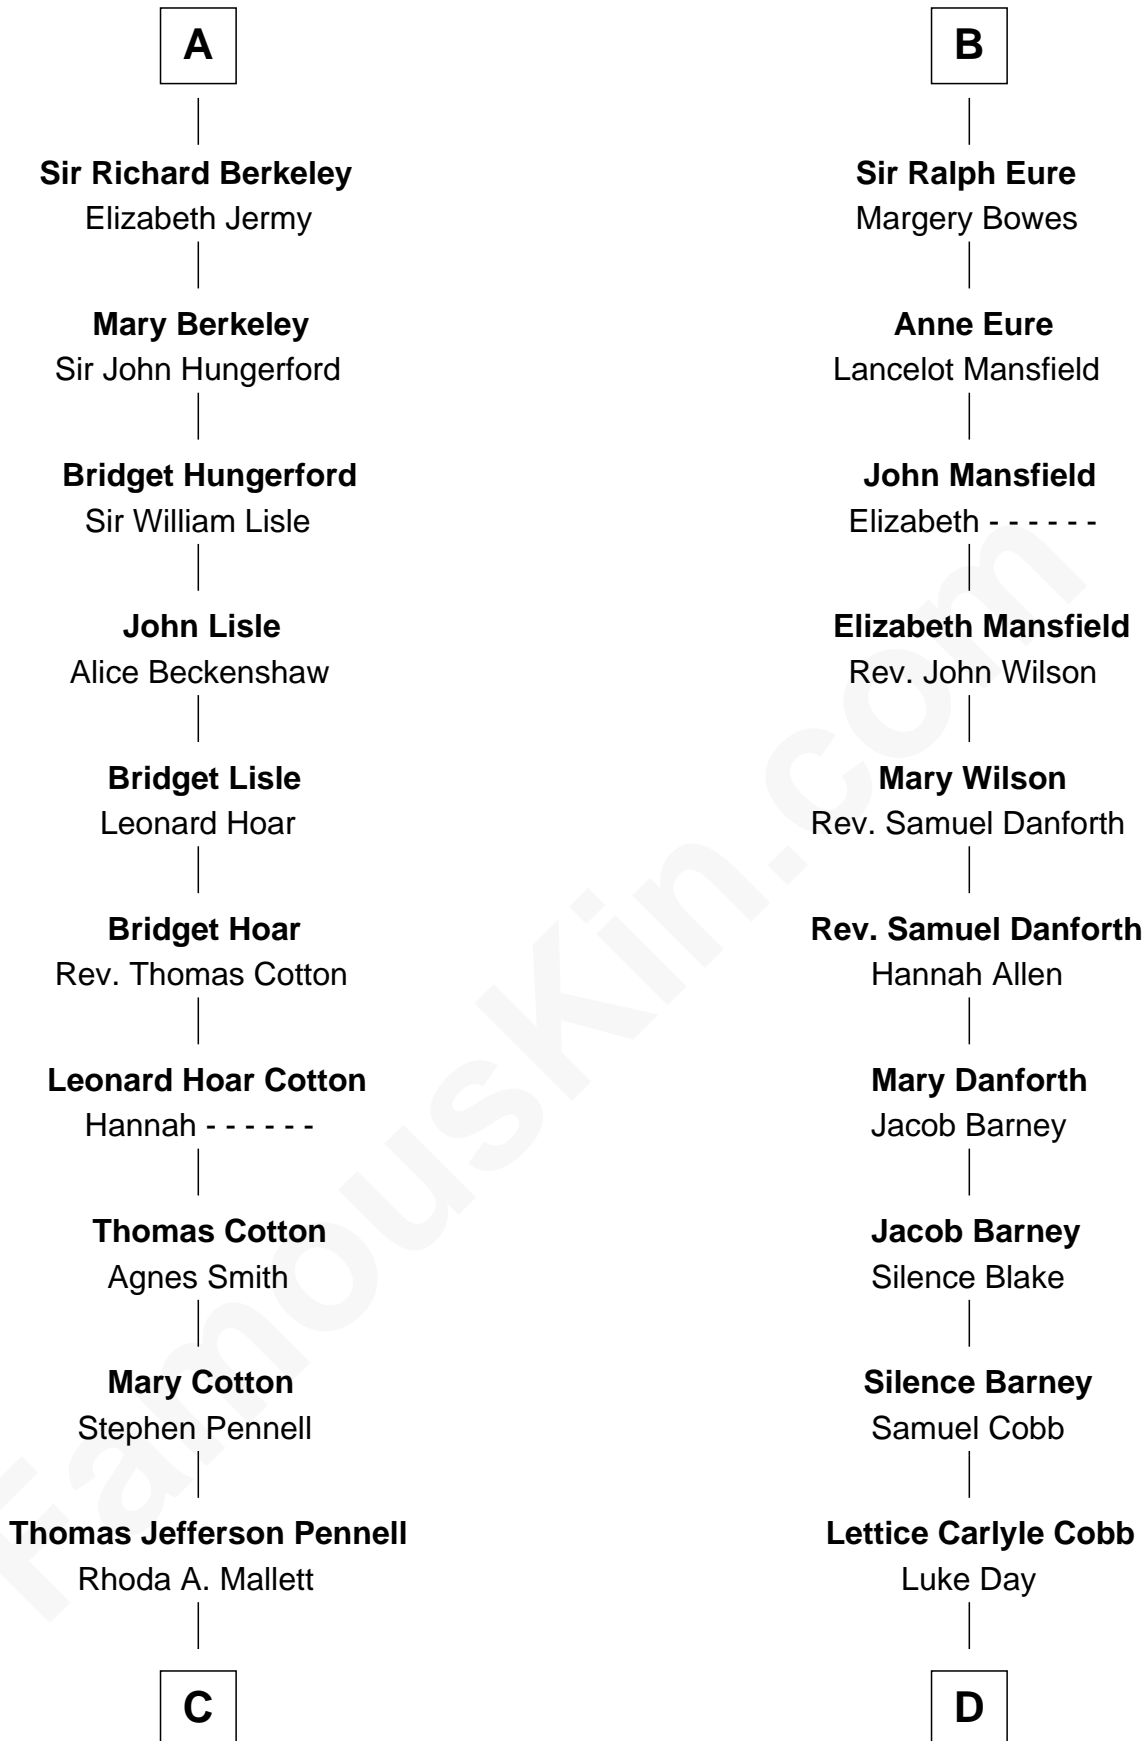 A
Sir Richard Berkeley
Elizabeth Jermy
Mary Berkeley
Sir John Hungerford
Bridget Hungerford
Sir William Lisle
John Lisle
Alice Beckenshaw
Bridget Lisle
Leonard Hoar
Bridget Hoar
Rev. Thomas Cotton
Leonard Hoar Cotton
Hannah - - - - - -
Thomas Cotton
Agnes Smith
Mary Cotton
Stephen Pennell
Thomas Jefferson Pennell
Rhoda A. Mallett
C
B
Sir Ralph Eure
Margery Bowes
Anne Eure
Lancelot Mansfield
John Mansfield
Elizabeth - - - - - -
Elizabeth Mansfield
Rev. John Wilson
Mary Wilson
Rev. Samuel Danforth
Rev. Samuel Danforth
Hannah Allen
Mary Danforth
Jacob Barney
Jacob Barney
Silence Blake
Silence Barney
Samuel Cobb
Lettice Carlyle Cobb
Luke Day
D
FamousKin.com